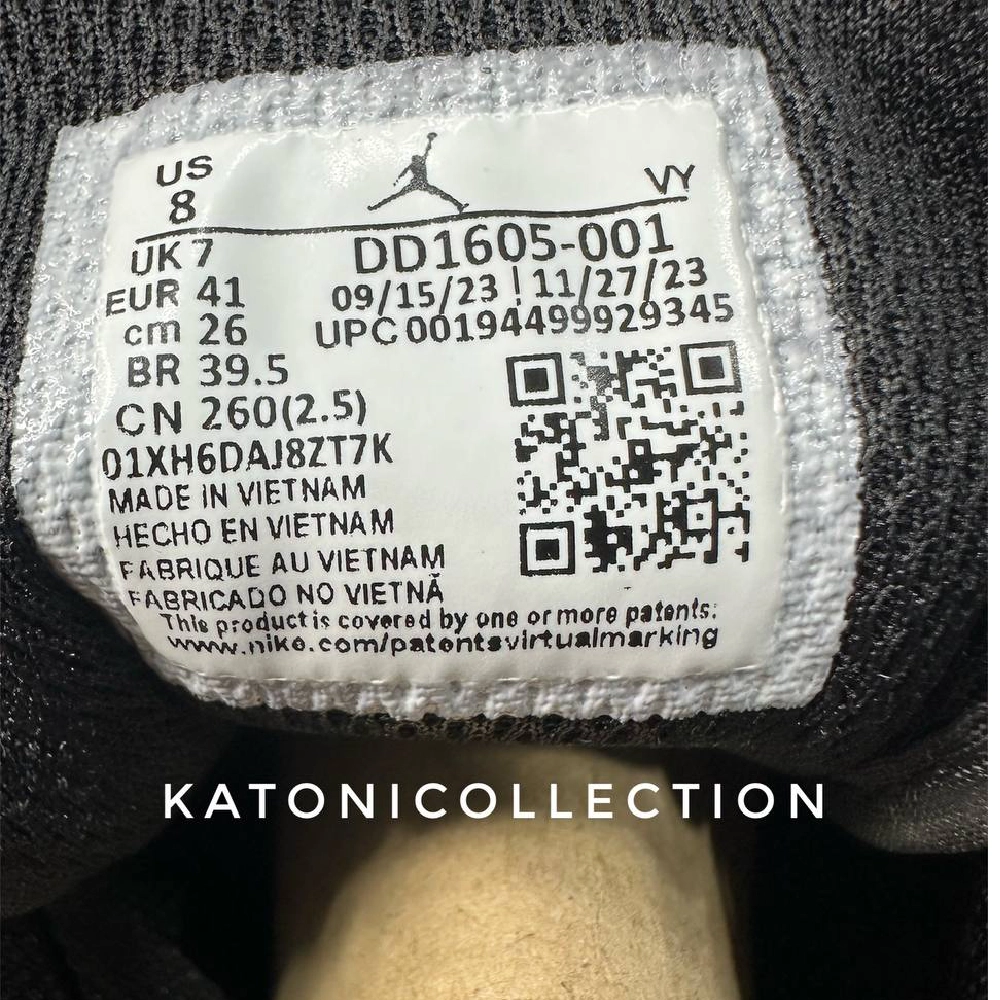 US
VY
8
UK 7
DD1605-001
EUR 41
09/15/23 | 11/27/23
cm 26
UPC 00194499929345
BR 39.5
CN 260(2.5)
01XH6DAJ8ZT7K
MADE IN VIETNAM
HECHO EN VIETNAM
FABRIQUE AU VIETNAM
FABRICADO NO VIETNÃ
This product is covered by one or more patents:
www.nike.com/patentsvirtualmarking
KATONICOLLECTION